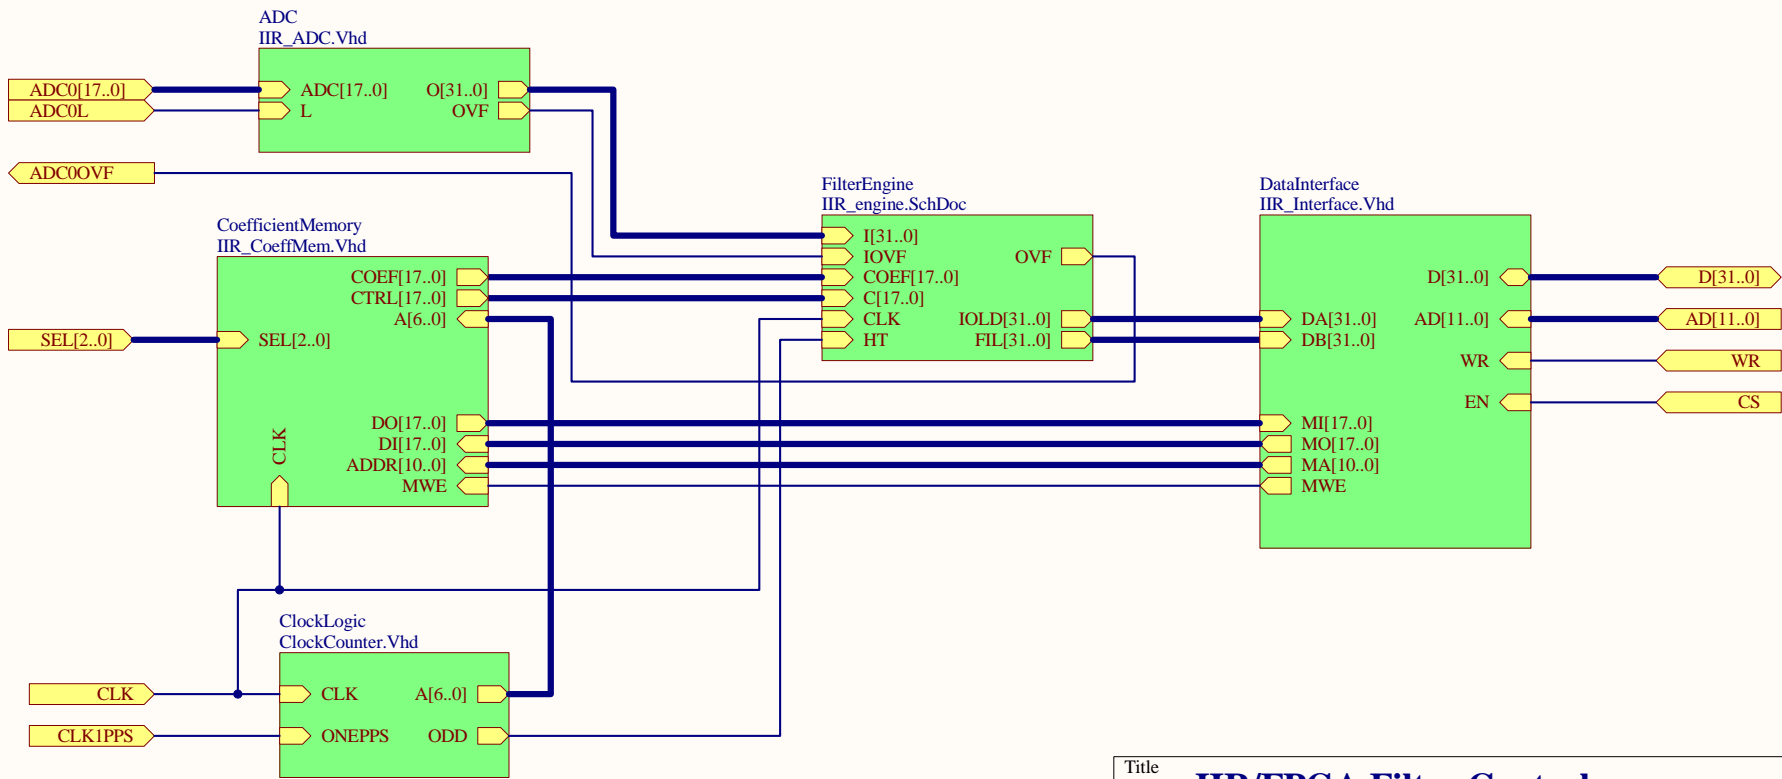 ADC
IIR_ADC.Vhd
ADC0[17..0]
ADC[17..0]
O[31..0]
ADC0L
L
OVF
ADC0OVF
FilterEngine
IIR_engine.SchDoc
DataInterface
IIR_Interface.Vhd
CoefficientMemory
IIR_CoeffMem.Vhd
I[31..0]
IOVF
OVF
COEF[17..0]
COEF[17..0]
D[31..0]
D[31..0]
CTRL[17..0]
C[17..0]
A[6..0]
CLK
IOLD[31..0]
DA[31..0]
AD[11..0]
AD[11..0]
SEL[2..0]
SEL[2..0]
HT
FIL[31..0]
DB[31..0]
WR
WR
EN
CS
CLK
DO[17..0]
MI[17..0]
DI[17..0]
MO[17..0]
ADDR[10..0]
MA[10..0]
MWE
MWE
ClockLogic
ClockCounter.Vhd
CLK
CLK
A[6..0]
CLK1PPS
ONEPPS
ODD
Title
IIR/FPGA Filter Control